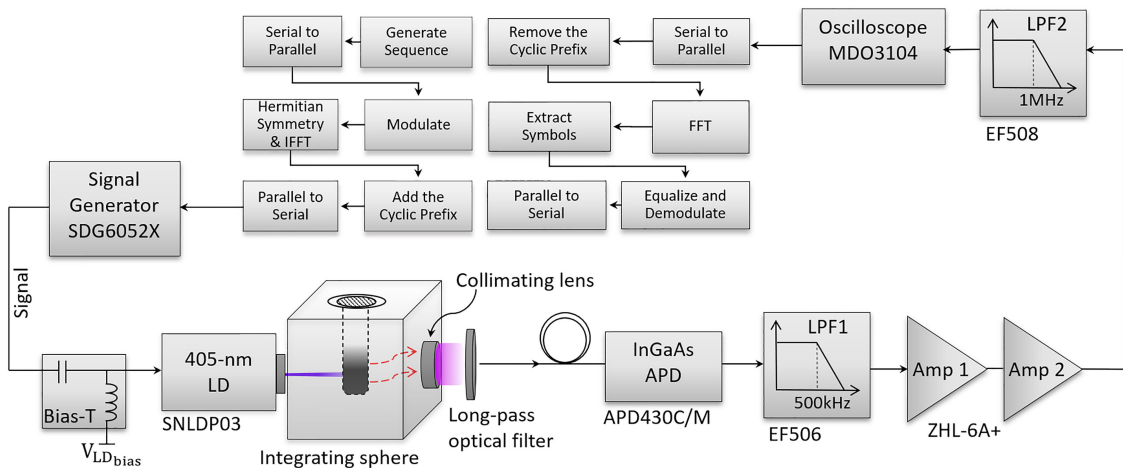 Serial to
Parallel
Generate
Sequence
Remove the
Cyclic Prefix
Serial to
Parallel
Oscilloscope
MDO3104
LPF2
1MHz
EF508
Hermitian
Symmetry
& IFFT
Modulate
Extract
Symbols
FFT
Signal
Generator
SDG6052X
Parallel to
Serial
Add the
Cyclic Prefix
Parallel to
Serial
Equalize and
Demodulate
Signal
Collimating lens
405-nm
LD
SNLDP03
Bias-T
VLDbias
Integrating sphere
Long-pass
optical filter
InGaAs
APD
APD430C/M
LPF1
500kHz
EF506
Amp 1
Amp 2
ZHL-6A+